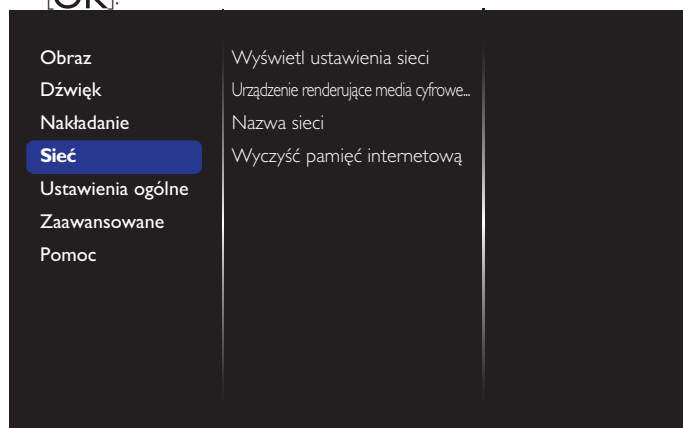 [OK].
Obraz
Dźwięk
Nakładanie
Sieć
Ustawienia ogólne
Zaawansowane
Pomoc
Wyświetl ustawienia sieci
Urządzenie renderujące media cyfrowe...
Nazwa sieci
Wyczyść pamięć internetową